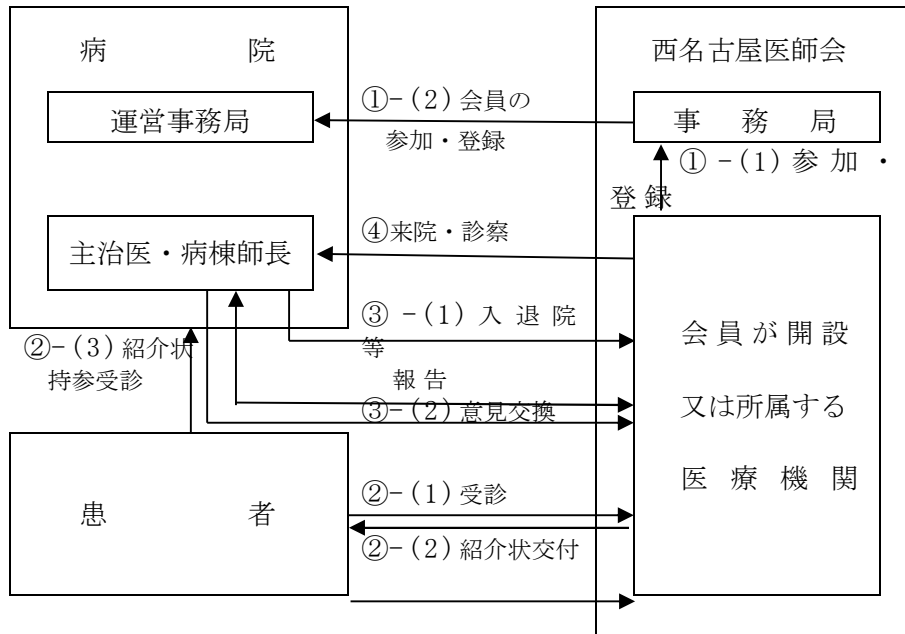 病　　　院
西名古屋医師会
運営事務局
①-(2)会員の
参加・登録
事　務　局
①-(1)参加・
登録
主治医・病棟師長
④来院・診察
②-(3)紹介状
持参受診
③-(1)入退院
等
報告
③-(2)意見交換
会員が開設
又は所属する
医療機関
患　　　者
②-(1)受診
②-(2)紹介状交付